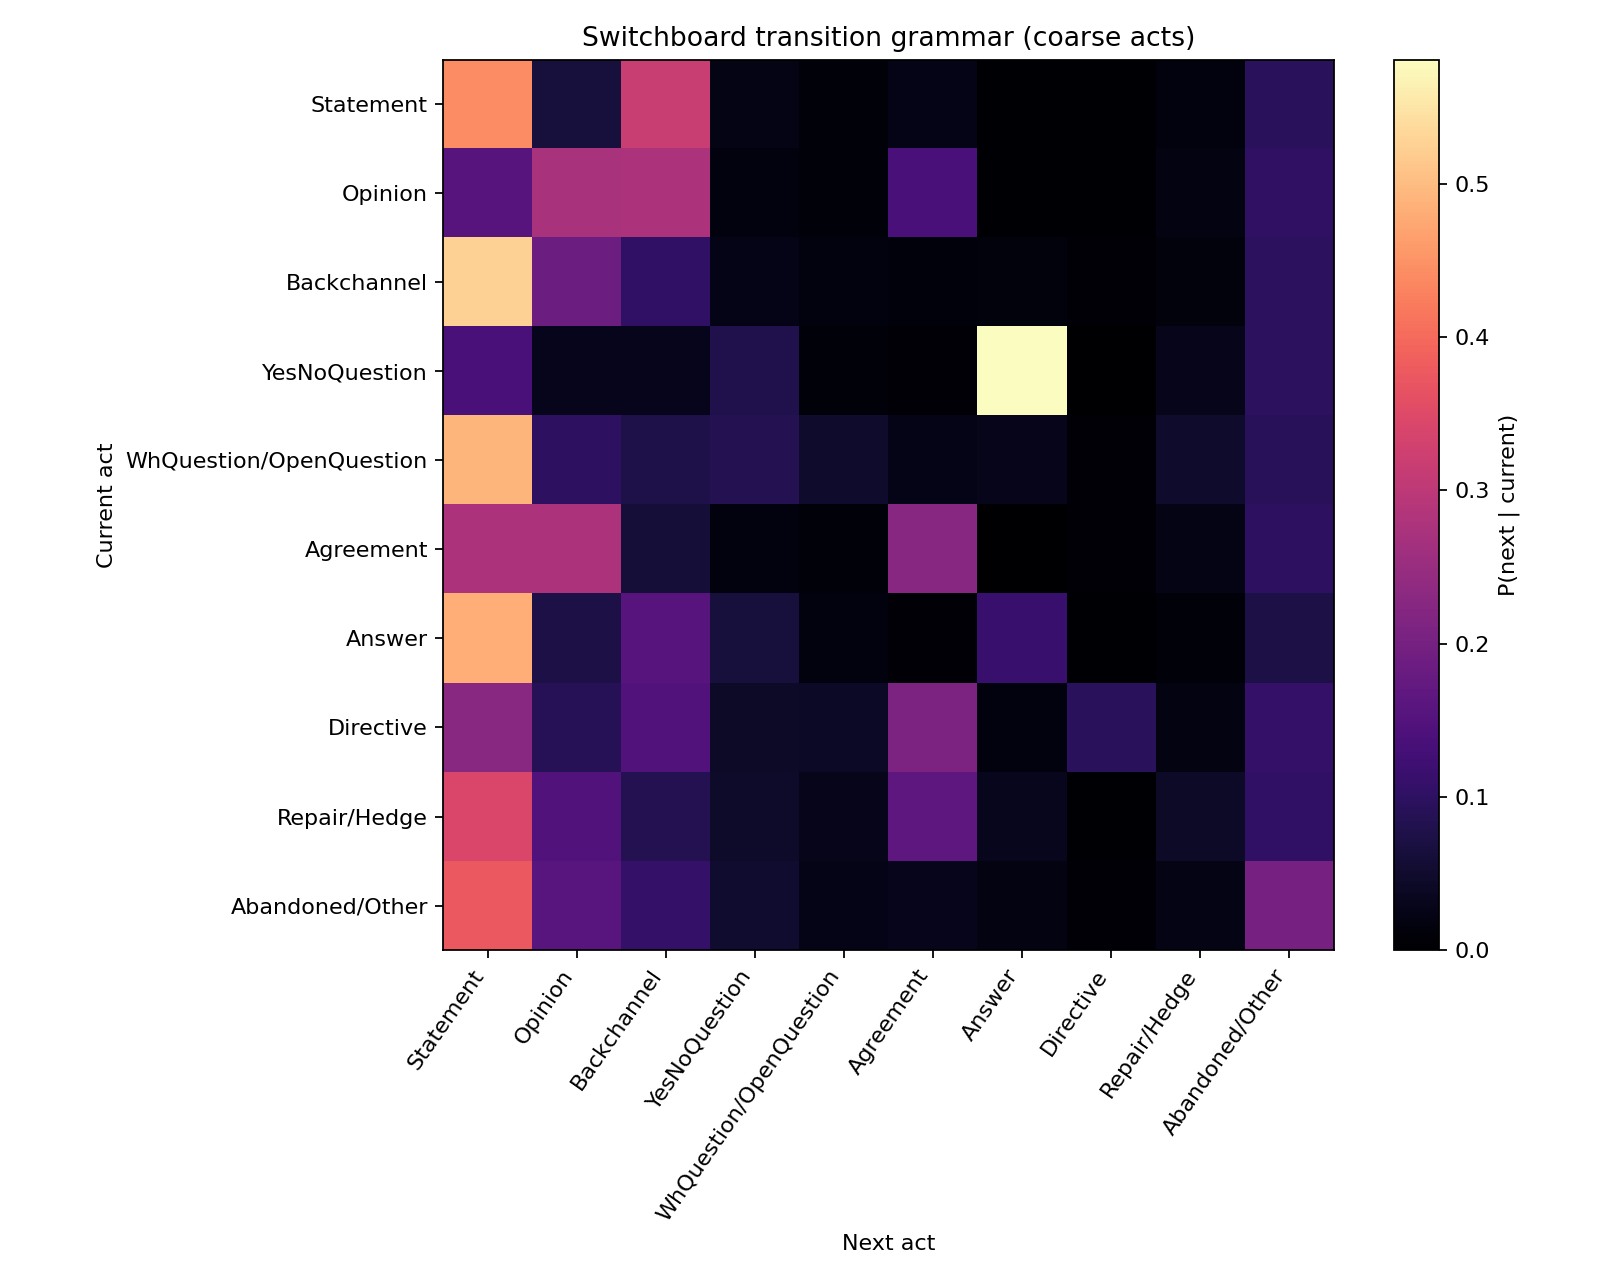 Switchboard transition grammar (coarse acts)
Current act
Statement
Opinion
Backchannel
YesNoQuestion
WhQuestion/OpenQuestion
Agreement
Answer
Directive
Repair/Hedge
Abandoned/Other
Statement
Opinion
Backchannel
YesNoQuestion
WhQuestion/OpenQuestion
Agreement
Answer
Directive
Repair/Hedge
Abandoned/Other
Next act
0.5
0.4
0.3
0.2
0.1
0.0
P(next | current)